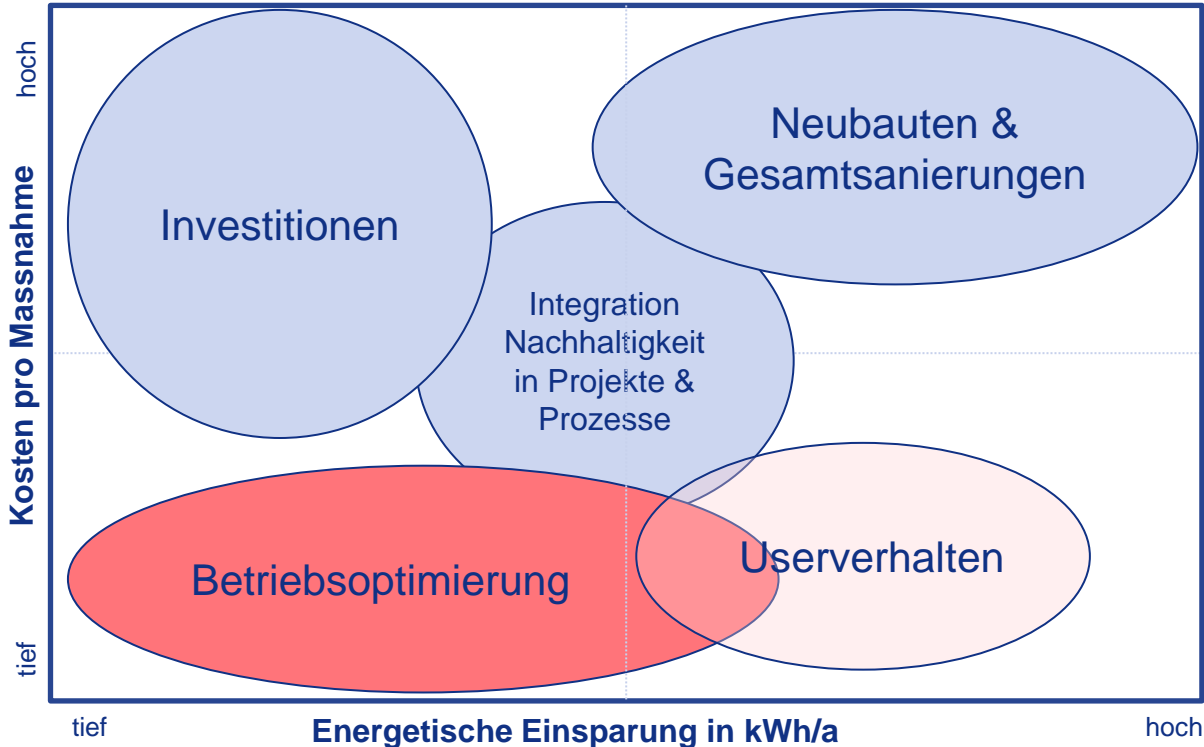 hoch
Kosten pro Massnahme
tief
Investitionen
Neubauten &
Gesamtsanierungen
Integration
Nachhaltigkeit
in Projekte &
Prozesse
Betriebsoptimierung
Userverhalten
tief
Energetische Einsparung in kWh/a
hoch